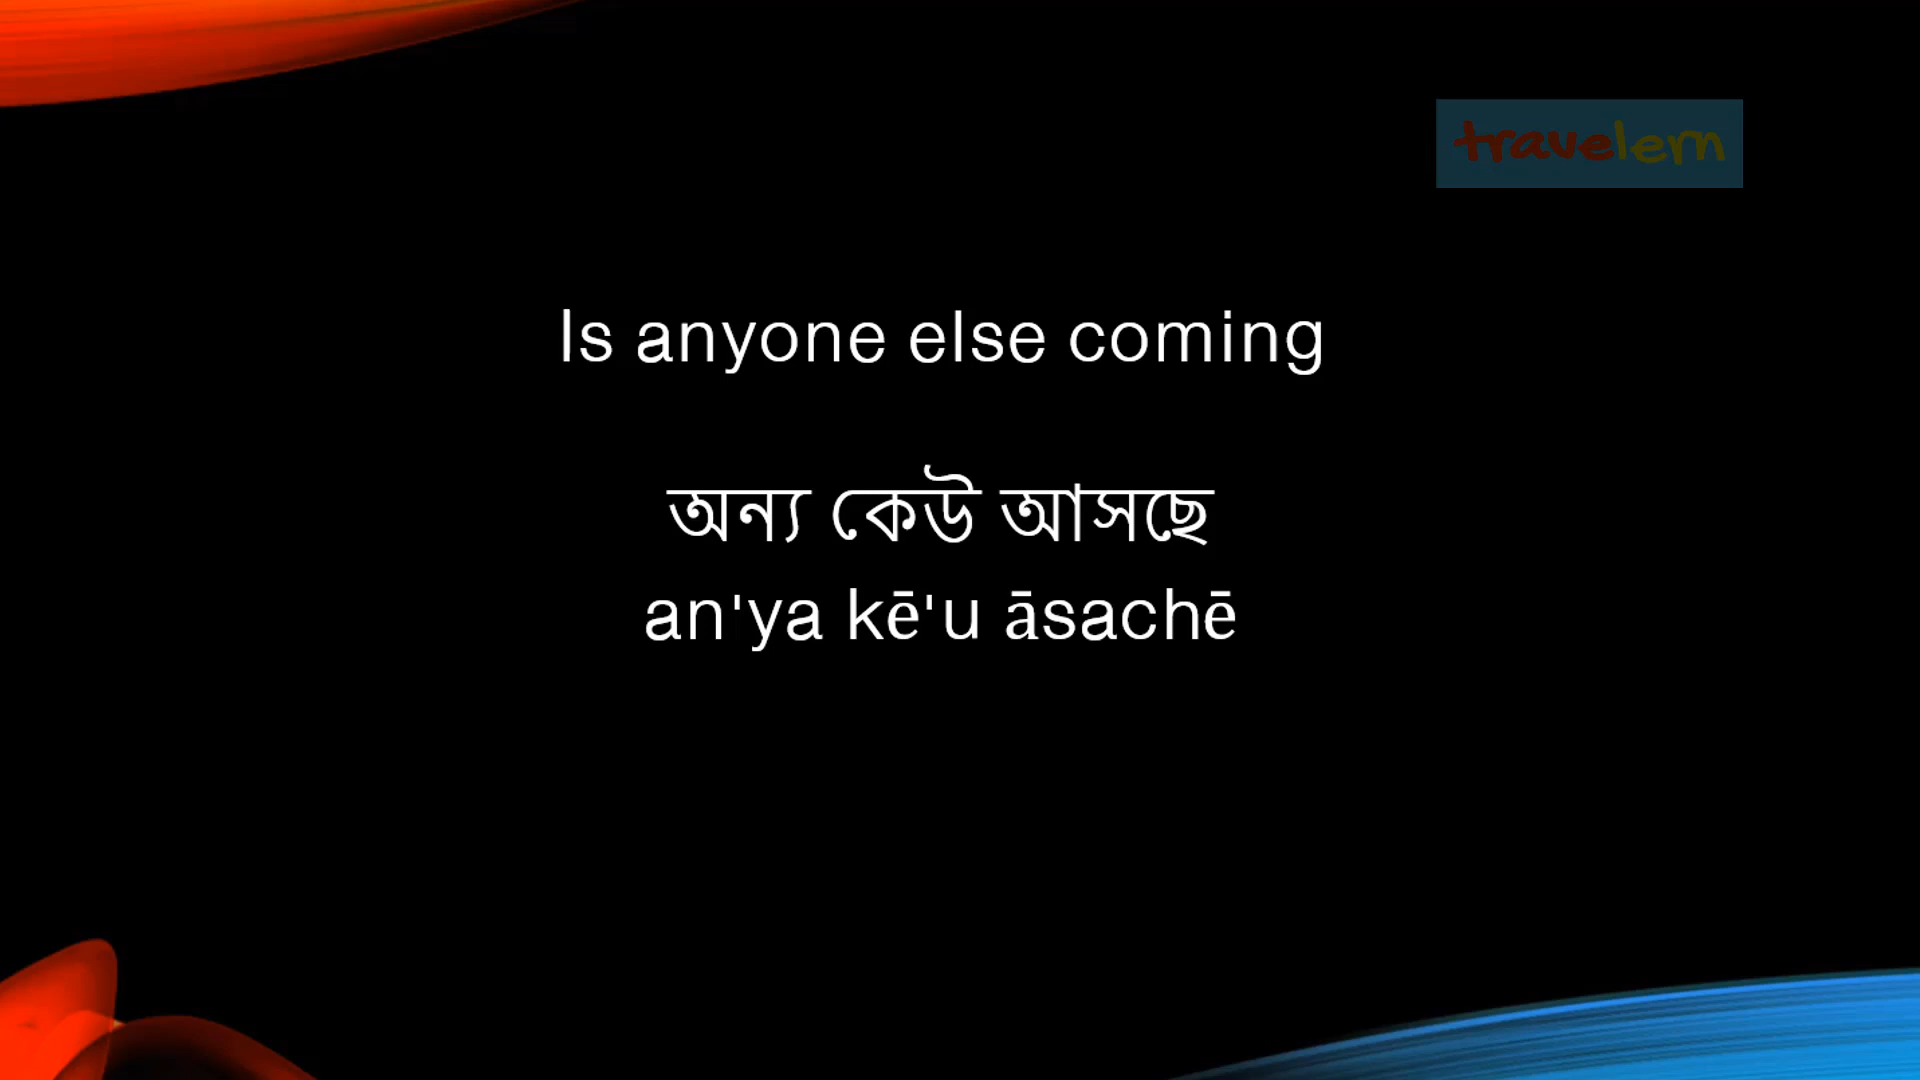 travelern
Is anyone else coming
অন্য কেউ আসছে
an'ya kē'u āsachē